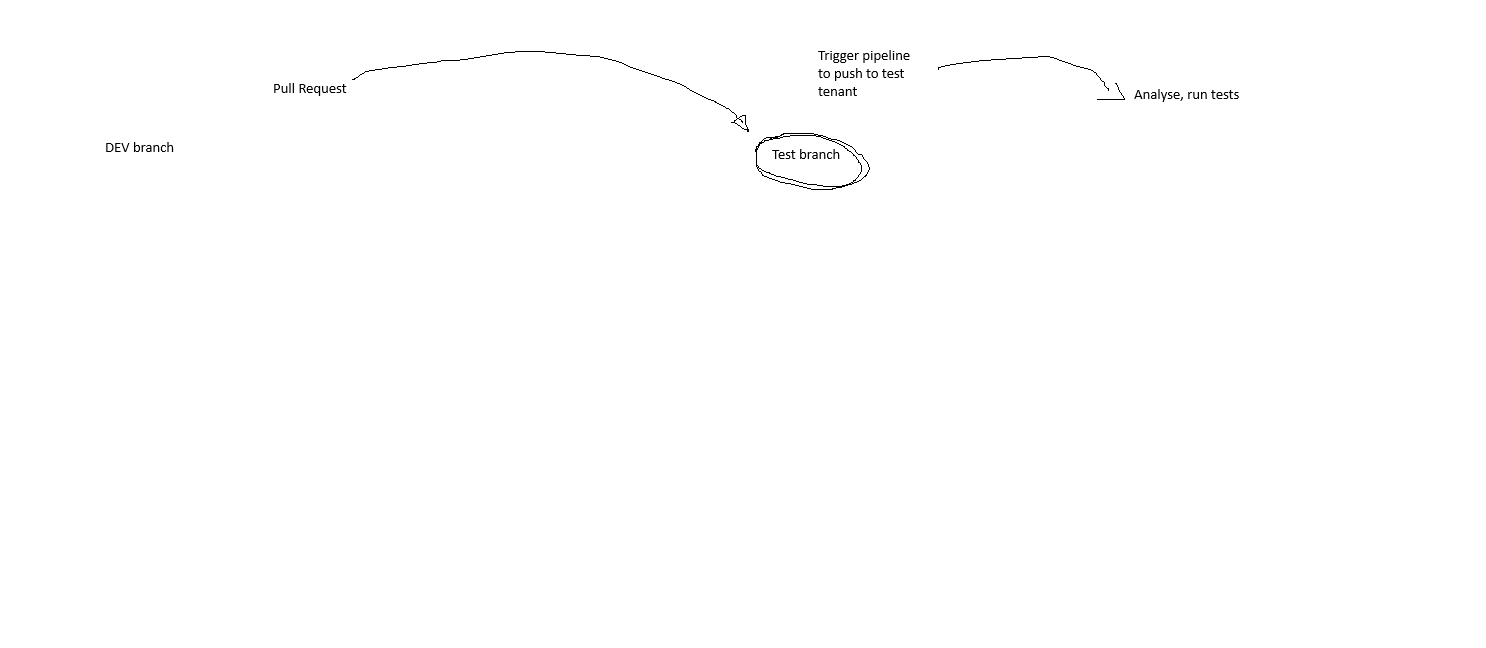 Pull Request
DEV branch
Trigger pipeline
to push to test
tenant
Test branch
Analyse, run tests